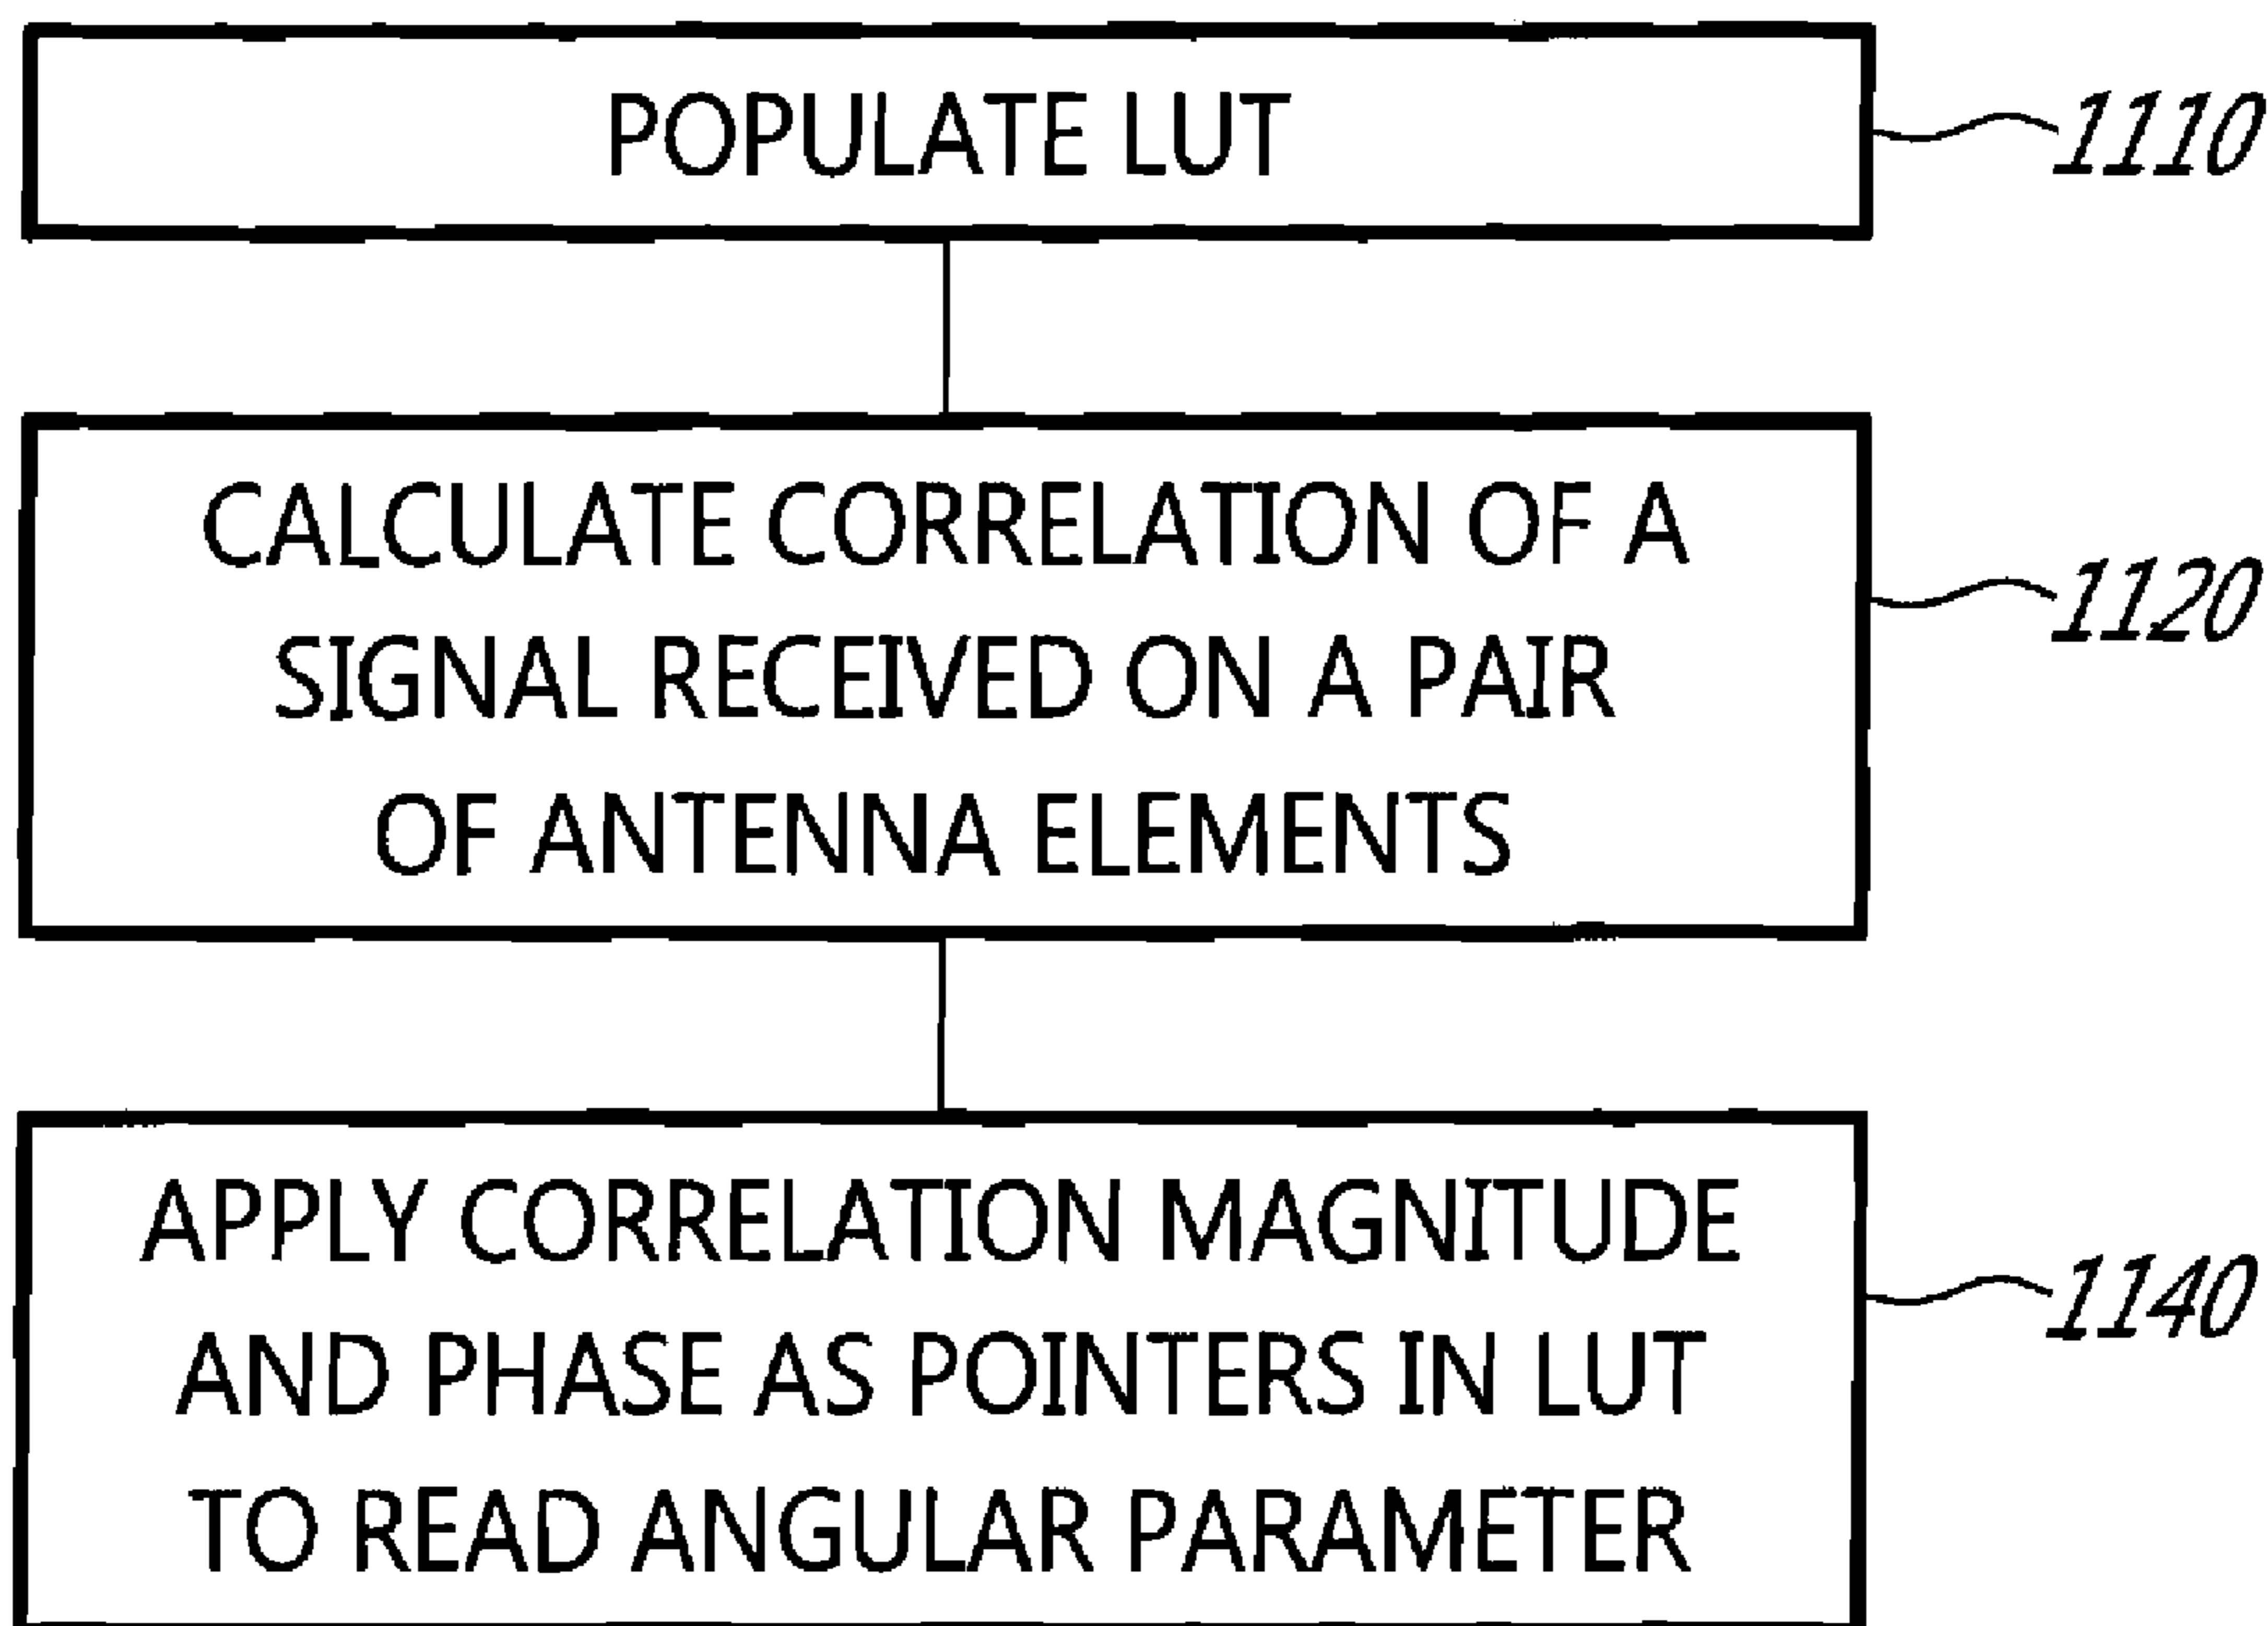 POPULATE LUT
1110
CALCULATE CORRELATION OF A
SIGNAL RECEIVED ON A PAIR
OF ANTENNA ELEMENTS
1120
APPLY CORRELATION MAGNITUDE
AND PHASE AS POINTERS IN LUT
TO READ ANGULAR PARAMETER
1140